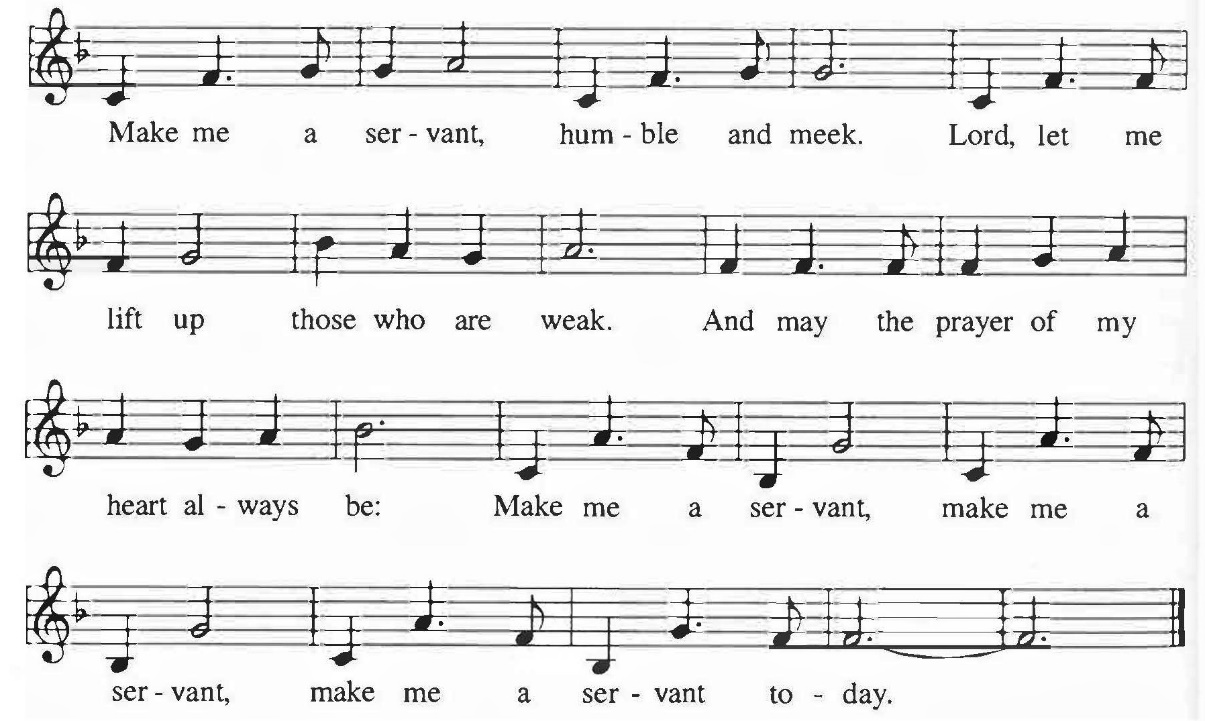 Make me a ser - vant, hum - ble and meek. Lord, let me
lift up those who are weak. And may the prayer of my
heart al - ways be: Make me a ser - vant, make me a
ser - vant, make me a ser - vant to - day.